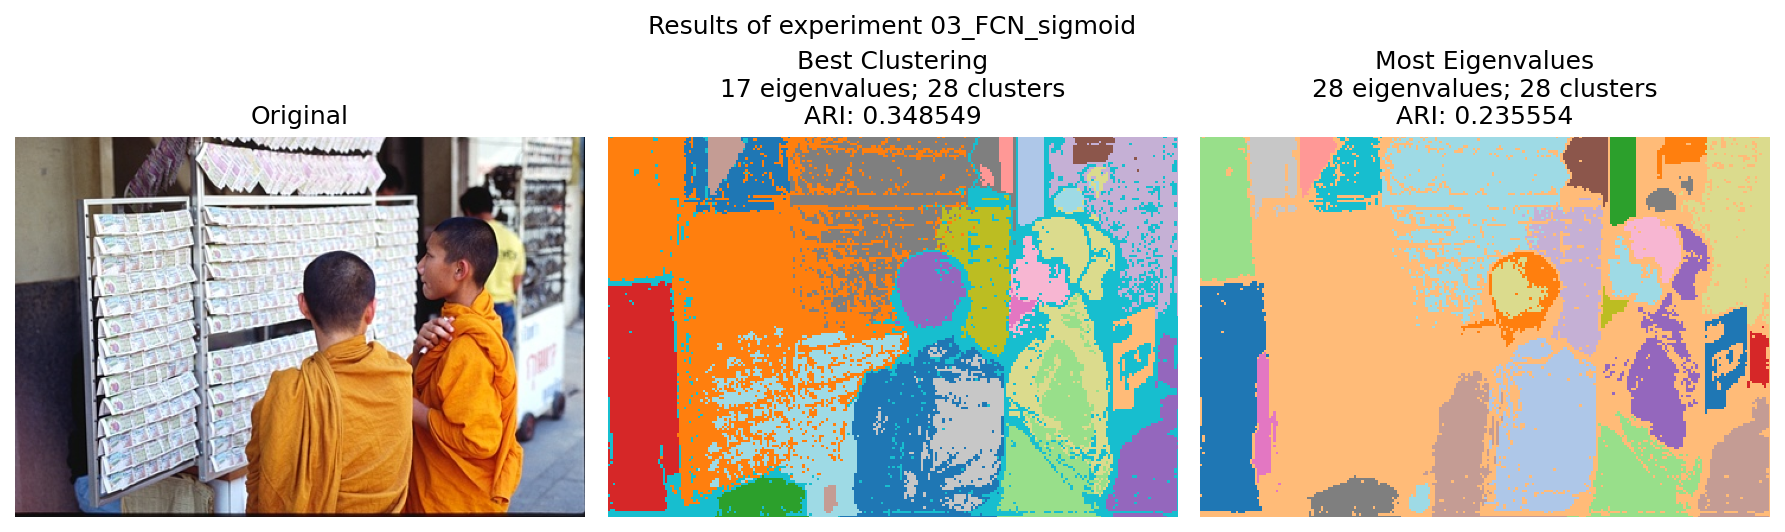 Results of experiment 03_FCN_sigmoid
Original
Best Clustering
17 eigenvalues; 28 clusters
ARI: 0.348549
Most Eigenvalues
28 eigenvalues; 28 clusters
ARI: 0.235554